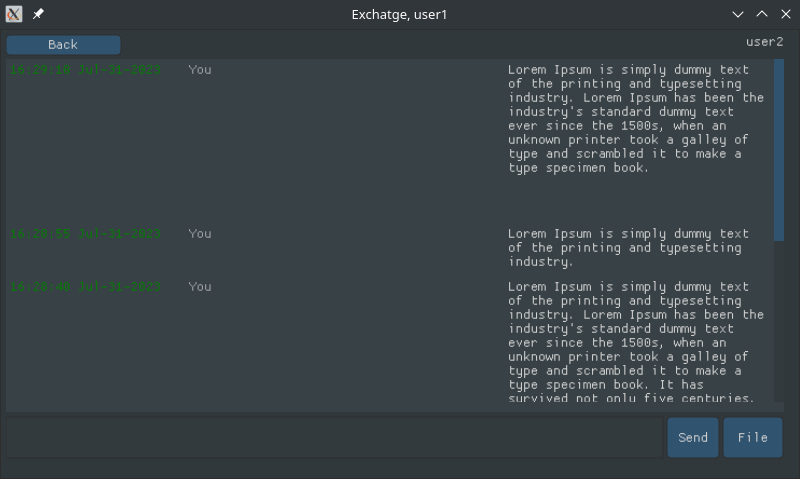 Exchatge, user1
Back
user2
16:29:10 Jul-31-2023 You Lorem Ipsum is simply dummy text
of the printing and typesetting
industry. Lorem Ipsum has been the
industry's standard dummy text
ever since the 1500s, when an
unknown printer took a galley of
type and scrambled it to make a
type specimen book.
16:28:55 Jul-31-2023 You Lorem Ipsum is simply dummy text
of the printing and typesetting
industry.
16:28:40 Jul-31-2023 You Lorem Ipsum is simply dummy text
of the printing and typesetting
industry. Lorem Ipsum has been the
industry's standard dummy text
ever since the 1500s, when an
unknown printer took a galley of
type and scrambled it to make a
type specimen book. It has
survived not only five centuries,
Send File